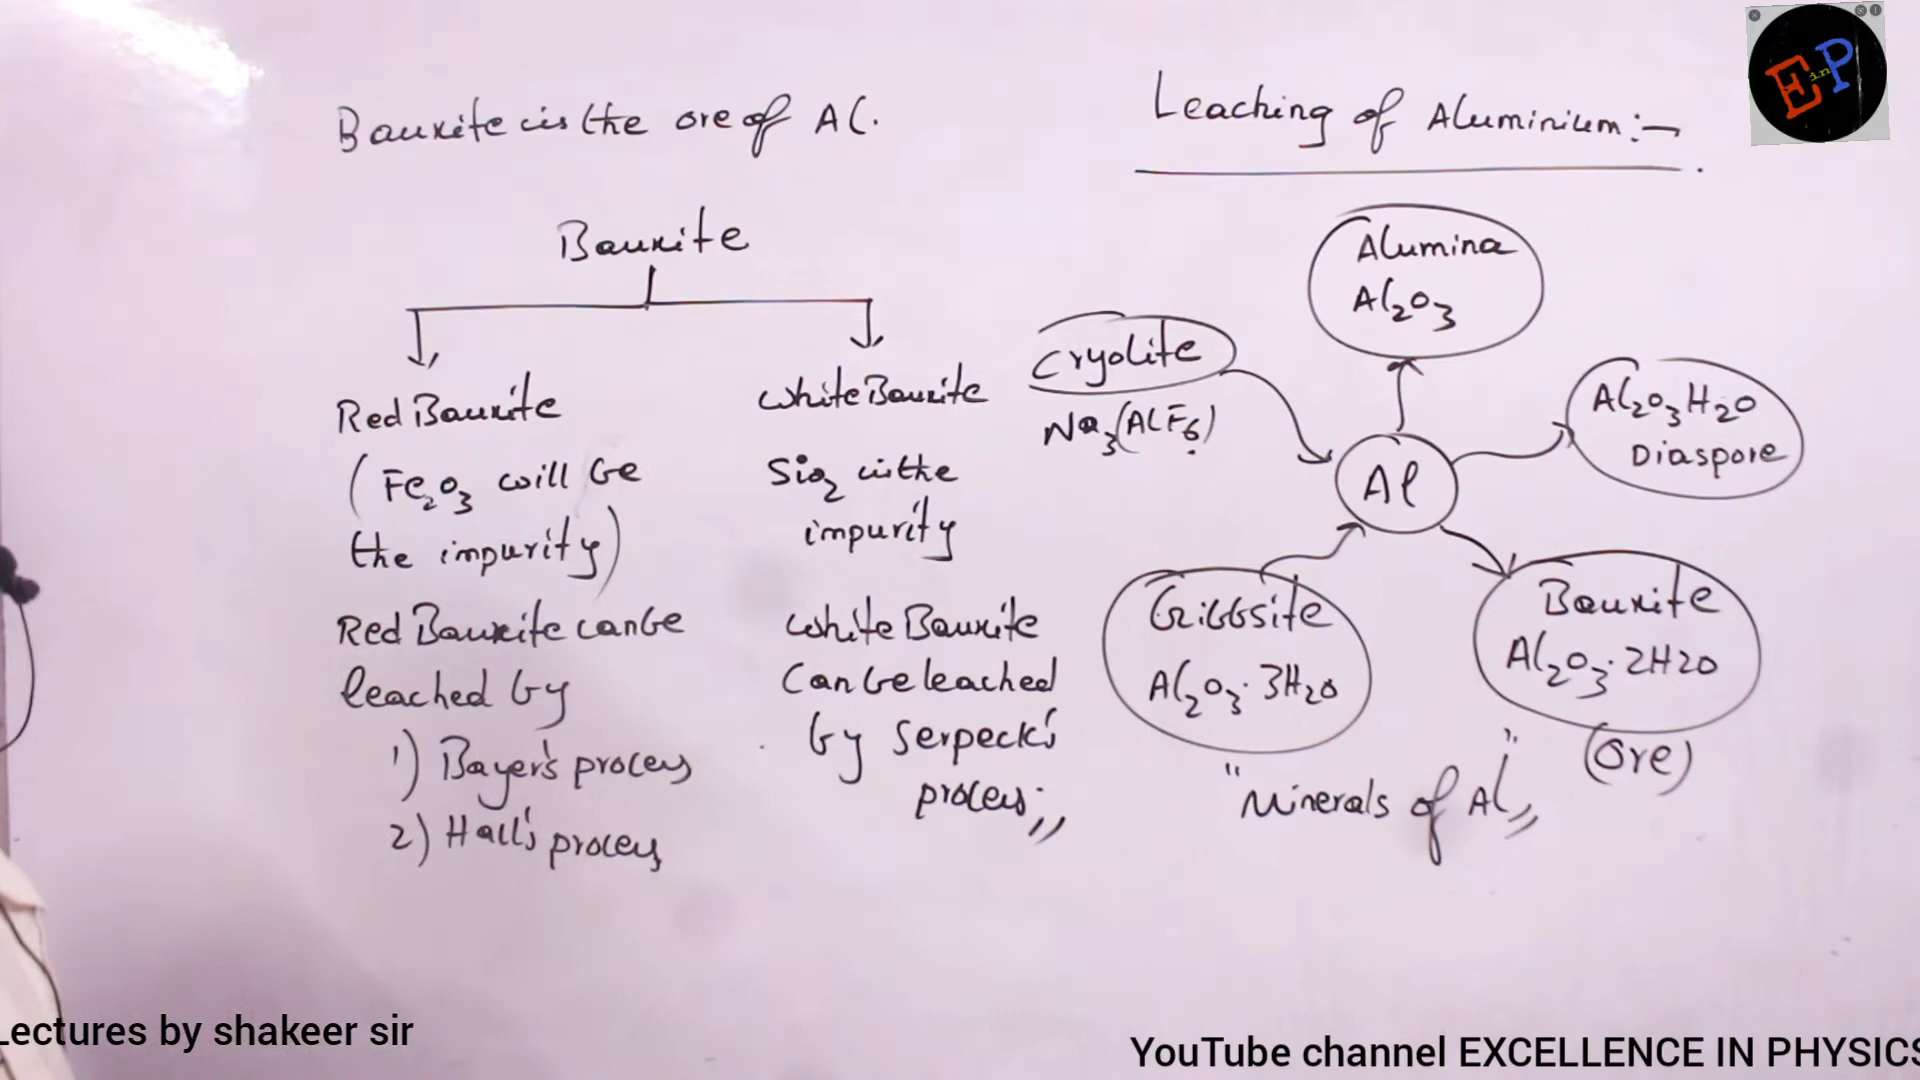 Bauxite is the ore of Al.
Bauxite
Red Bauxite
(Fe2O3 will be
the impurity)
Red Bauxite can be
leached by
1) Bayer's process
2) Hall's process
White Bauxite
SiO2 is the
impurity
White Bauxite
Can be leached
by Serpeck's
process
Leaching of Aluminium:-
Alumina
Al2O3
Cryolite
Na3(AlF6)
Al2O3H2O
Diaspore
Al
Gibbsite
Al2O3.3H2O
Bauxite
Al2O3.2H2O
(Ore)
"Minerals of Al"
E in P
Lectures by shakeer sir
YouTube channel EXCELLENCE IN PHYSICS